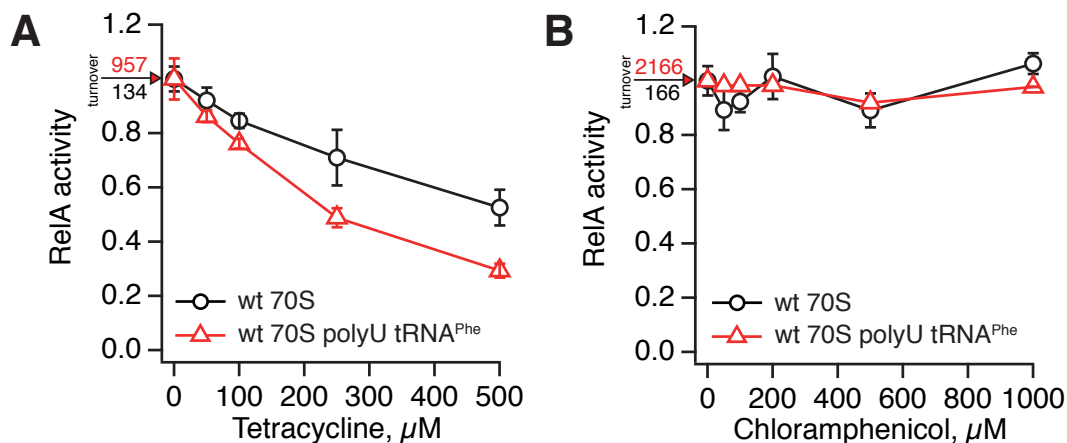 A
RelA activity
1.2
1.0
0.8
0.6
0.4
0.2
0.0
turnover
957
134
wt 70S
wt 70S polyU tRNAPhe
0 100 200 300 400 500
Tetracycline, µM
B
RelA activity
1.2
1.0
0.8
0.6
0.4
0.2
0.0
turnover
2166
166
wt 70S
wt 70S polyU tRNAPhe
0 200 400 600 800 1000
Chloramphenicol, µM